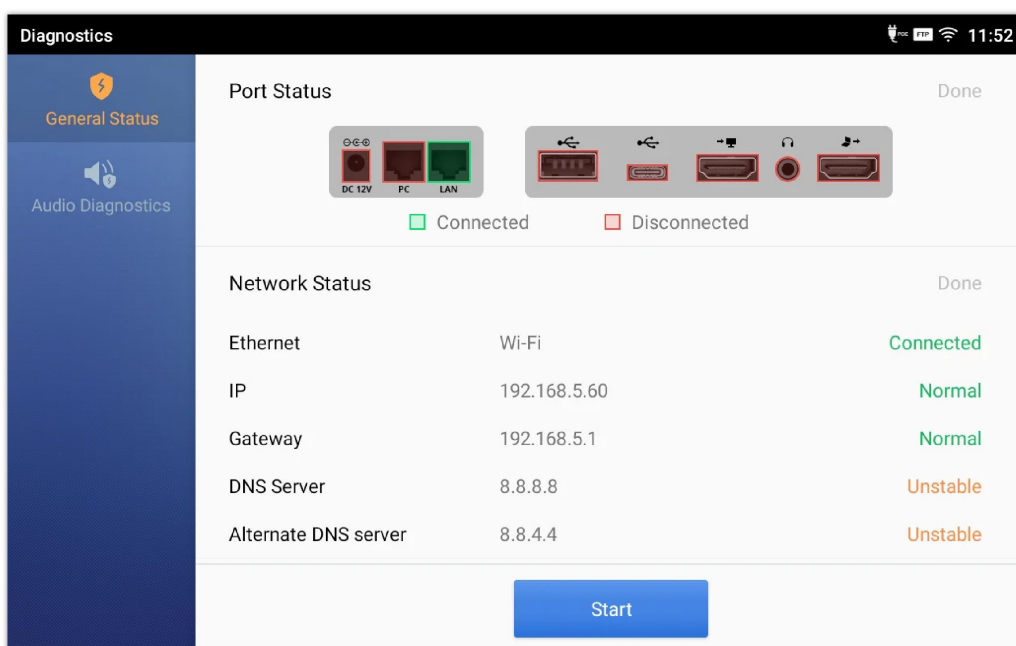 Diagnostics
POE FTP 11:52
General Status
Audio Diagnostics
Port Status Done
DC 12V PC LAN
Connected Disconnected
Network Status Done
Ethernet Wi-Fi Connected
IP 192.168.5.60 Normal
Gateway 192.168.5.1 Normal
DNS Server 8.8.8.8 Unstable
Alternate DNS server 8.8.4.4 Unstable
Start